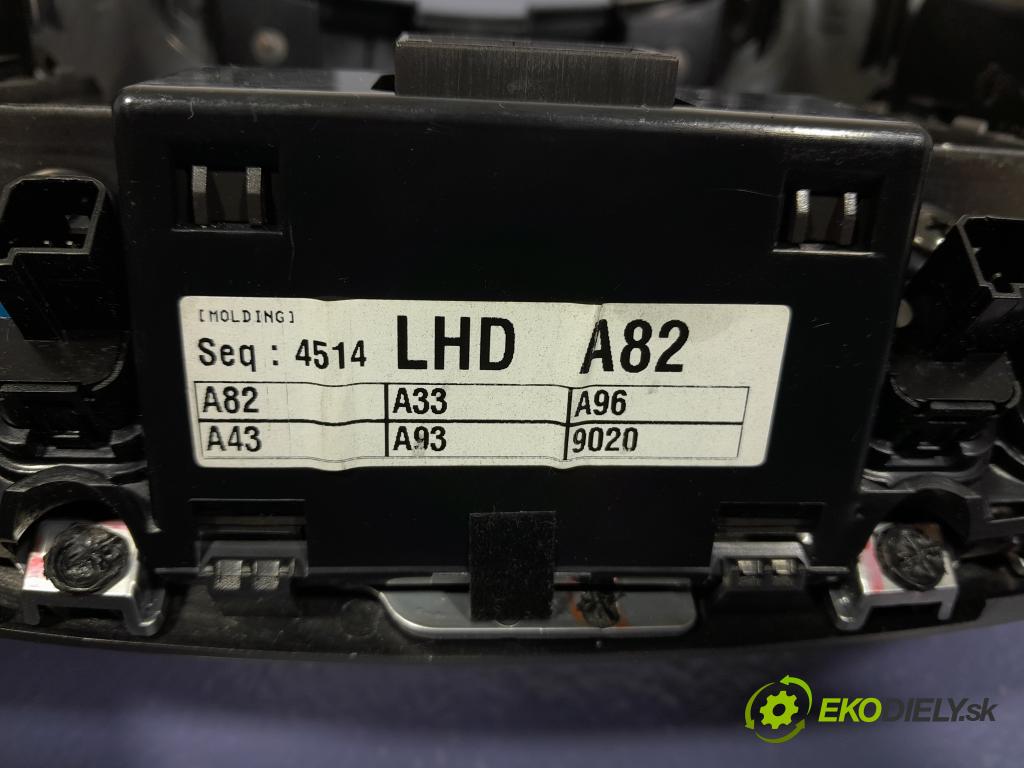 [MOLDING]
Seq : 4514 LHD A82
A82 A33 A96
A43 A93 9020
EKODIELY.sk